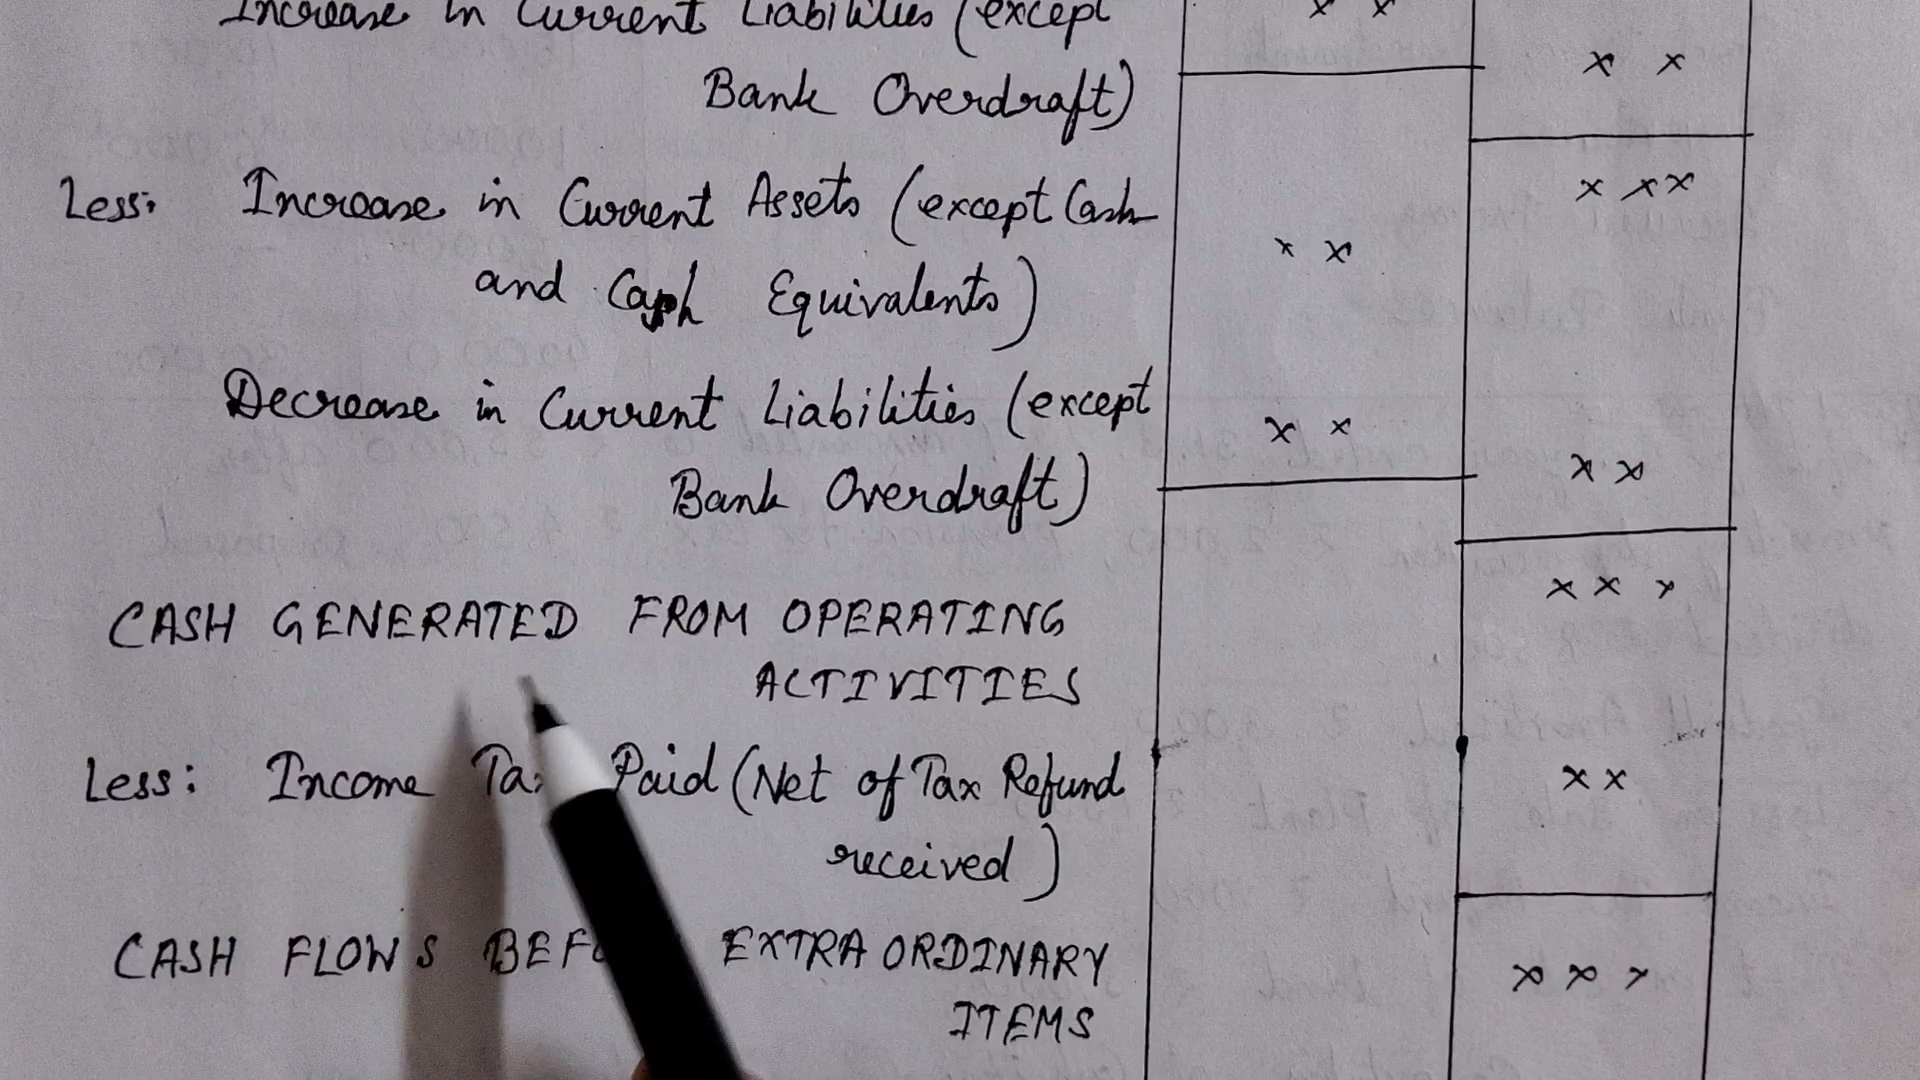 Increase in Current Liabilities (except x x
Bank Overdraft) x x
Less: Increase in Current Assets (except Cash x x x
and Cash Equivalents) x x
Decrease in Current Liabilities (except x x
Bank Overdraft) x x
CASH GENERATED FROM OPERATING x x x
ACTIVITIES
Less: Income Tax Paid (Net of Tax Refund x x
received)
CASH FLOWS EXTRA ORDINARY x x x
ITEMS